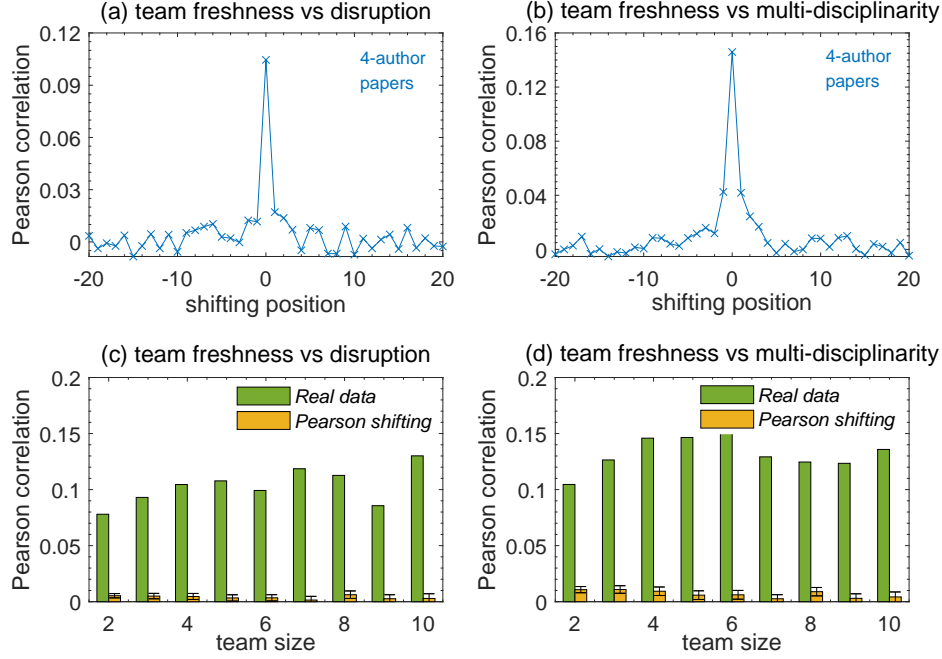 (a) team freshness vs disruption
Pearson correlation
0.12
0.09
0.06
0.03
0
4-author
papers
-20 -10 0 10 20
shifting position
(b) team freshness vs multi-disciplinarity
Pearson correlation
0.16
0.12
0.08
0.04
0
4-author
papers
-20 -10 0 10 20
shifting position
(c) team freshness vs disruption
Pearson correlation
0.2
0.15
0.1
0.05
0
Real data
Pearson shifting
2 4 6 8 10
team size
(d) team freshness vs multi-disciplinarity
Pearson correlation
0.2
0.15
0.1
0.05
0
Real data
Pearson shifting
2 4 6 8 10
team size